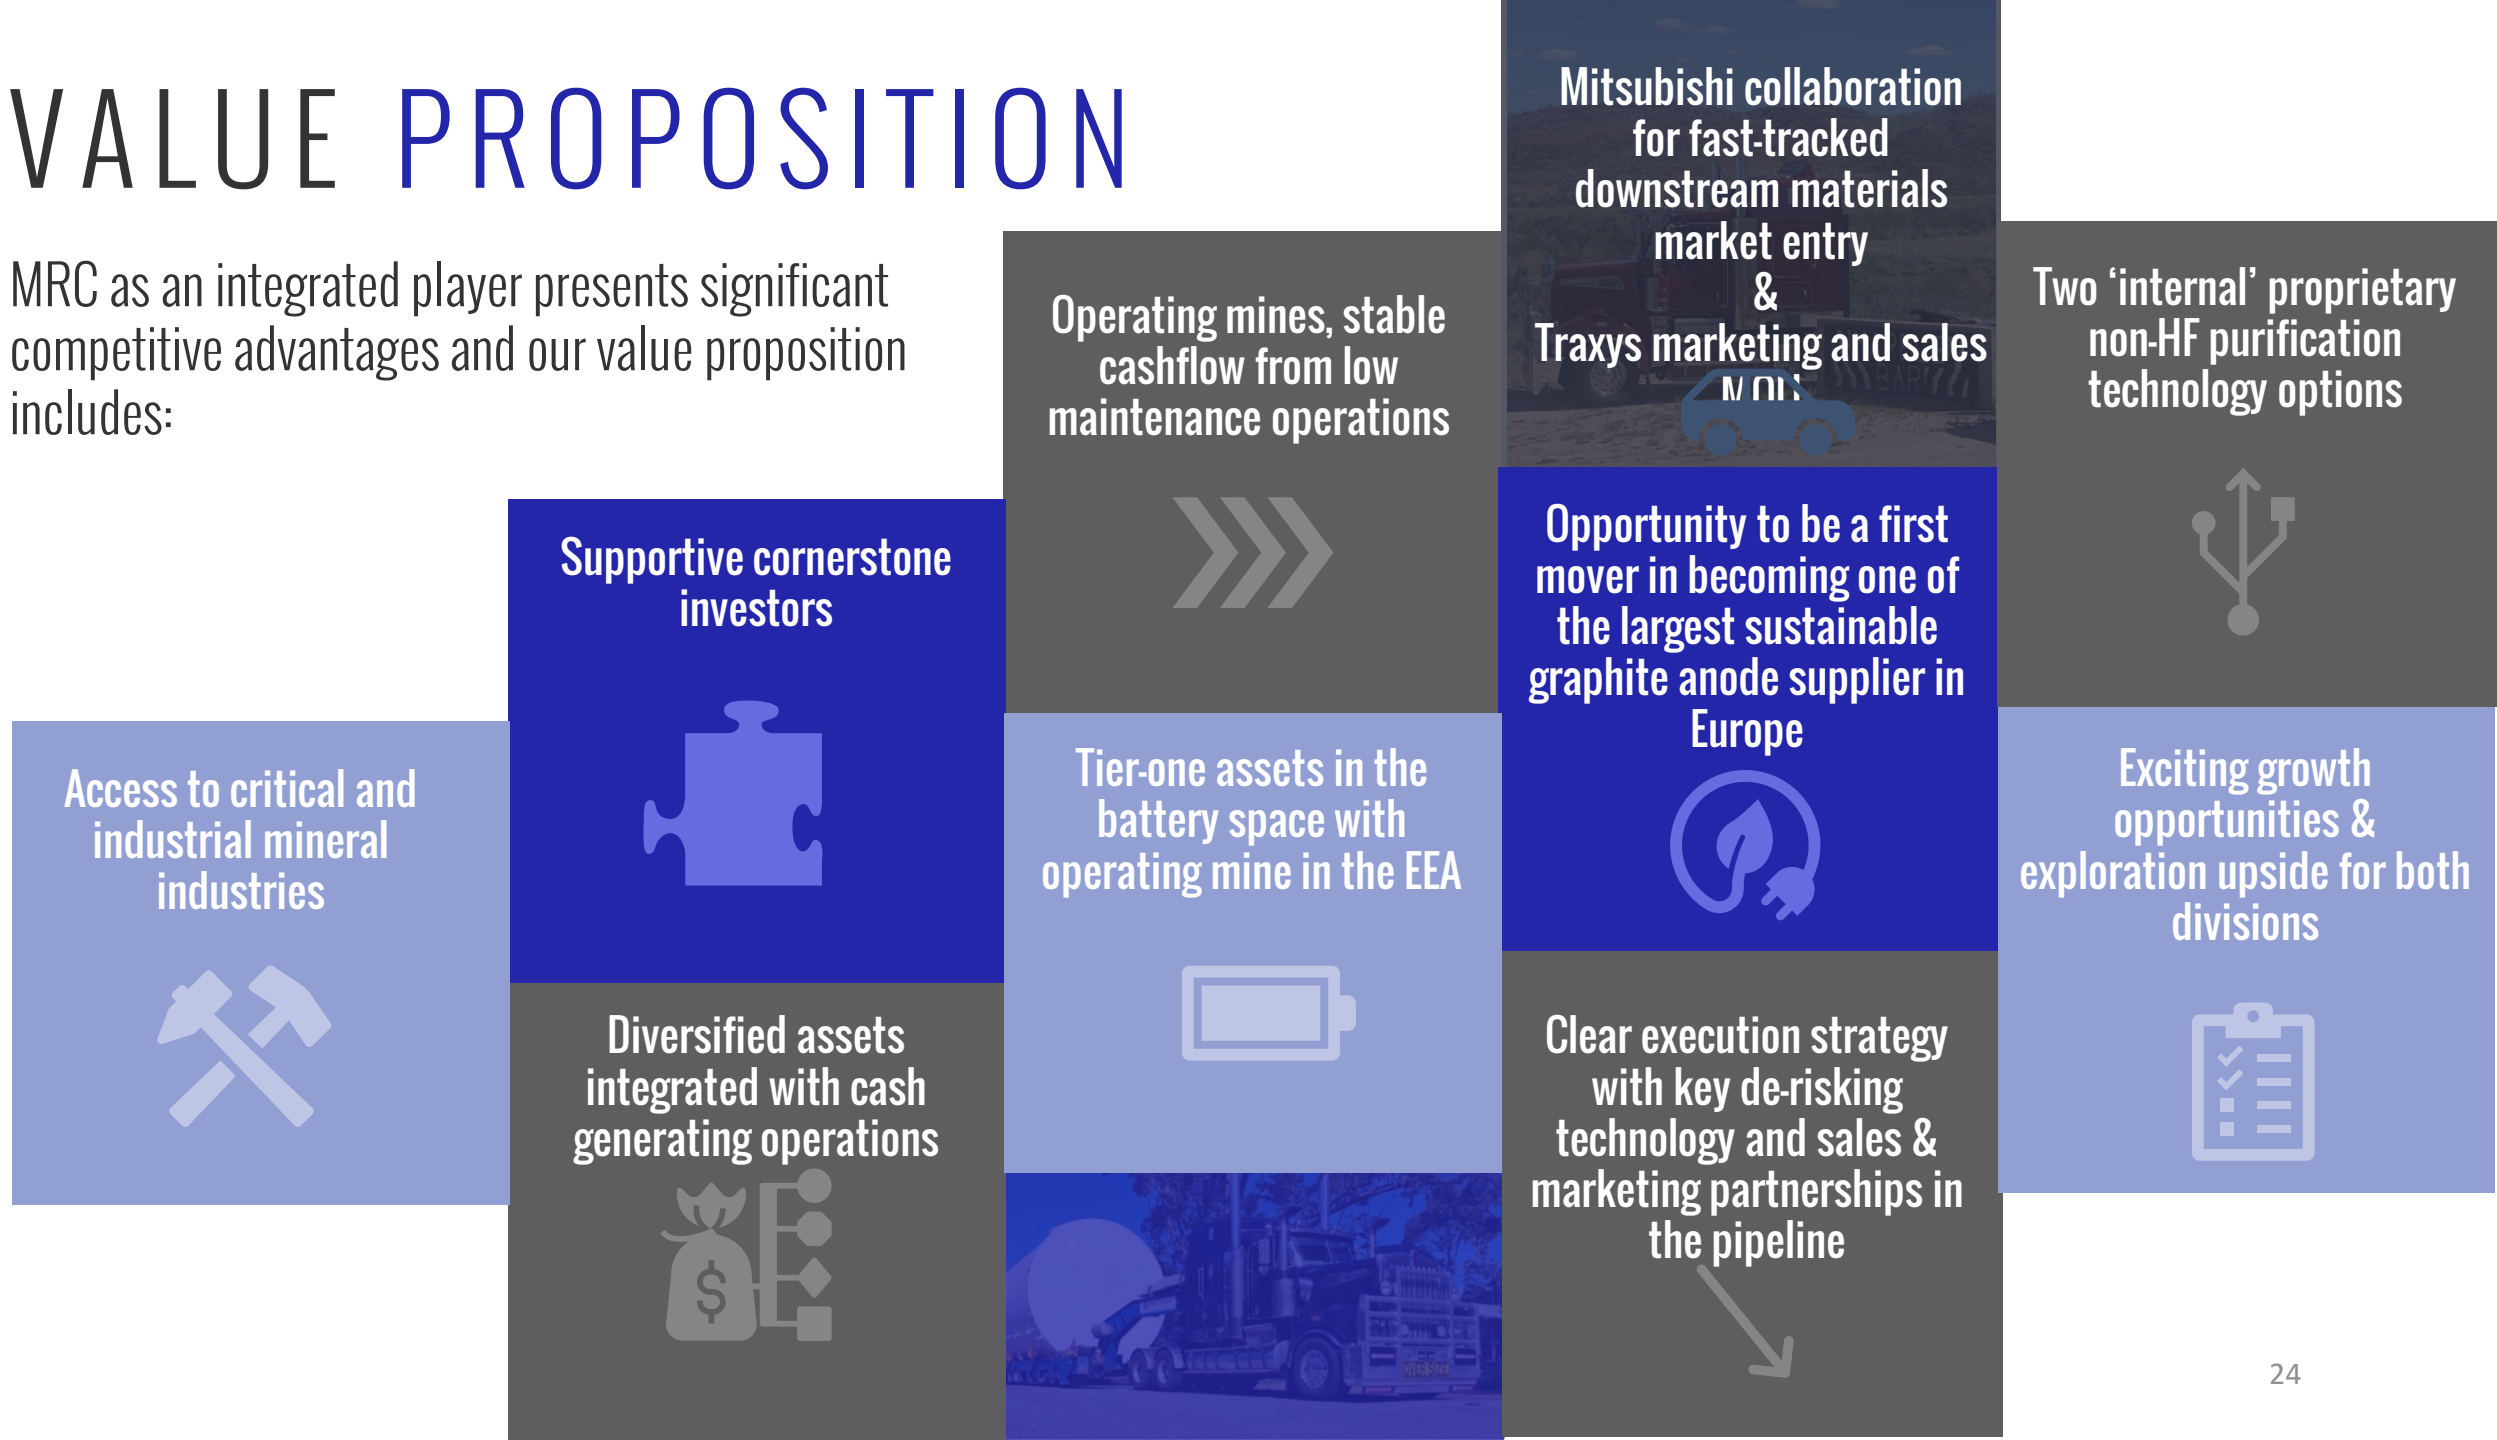 VALUE PROPOSITION
MRC as an integrated player presents significant
competitive advantages and our value proposition
includes:
Access to critical and
industrial mineral
industries
Supportive cornerstone
investors
Diversified assets
integrated with cash
generating operations
$
Operating mines, stable
cashflow from low
maintenance operations
Tier-one assets in the
battery space with
operating mine in the EEA
OVERSIZE
Mitsubishi collaboration
for fast-tracked
downstream materials
market entry
&
Traxys marketing and sales
MOU
Opportunity to be a first
mover in becoming one of
the largest sustainable
graphite anode supplier in
Europe
Clear execution strategy
with key de-risking
technology and sales &
marketing partnerships in
the pipeline
Two ‘internal’ proprietary
non-HF purification
technology options
Exciting growth
opportunities &
exploration upside for both
divisions
24